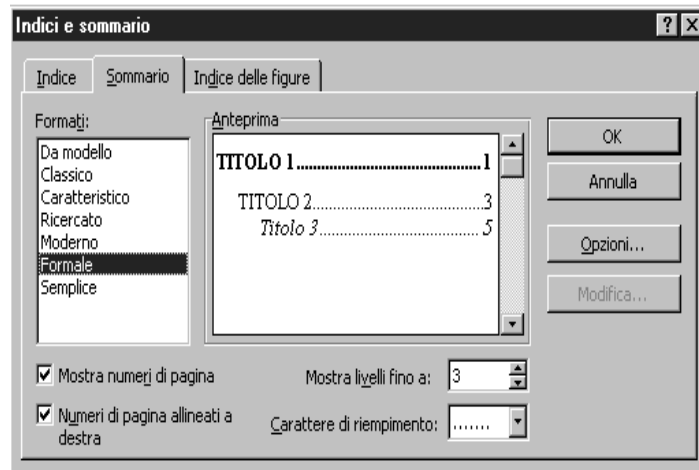 Indici e sommario
Indice Sommario Indice delle figure
Formati:
Da modello
Classico
Caratteristico
Ricercato
Moderno
Formale
Semplice
Anteprima
TITOLO 1...............................................1
TITOLO 2...........................................3
Titolo 3........................................5
OK
Annulla
Opzioni...
Modifica...
Mostra numeri di pagina
Numeri di pagina allineati a
destra
Mostra livelli fino a: 3
Carattere di riempimento: .......